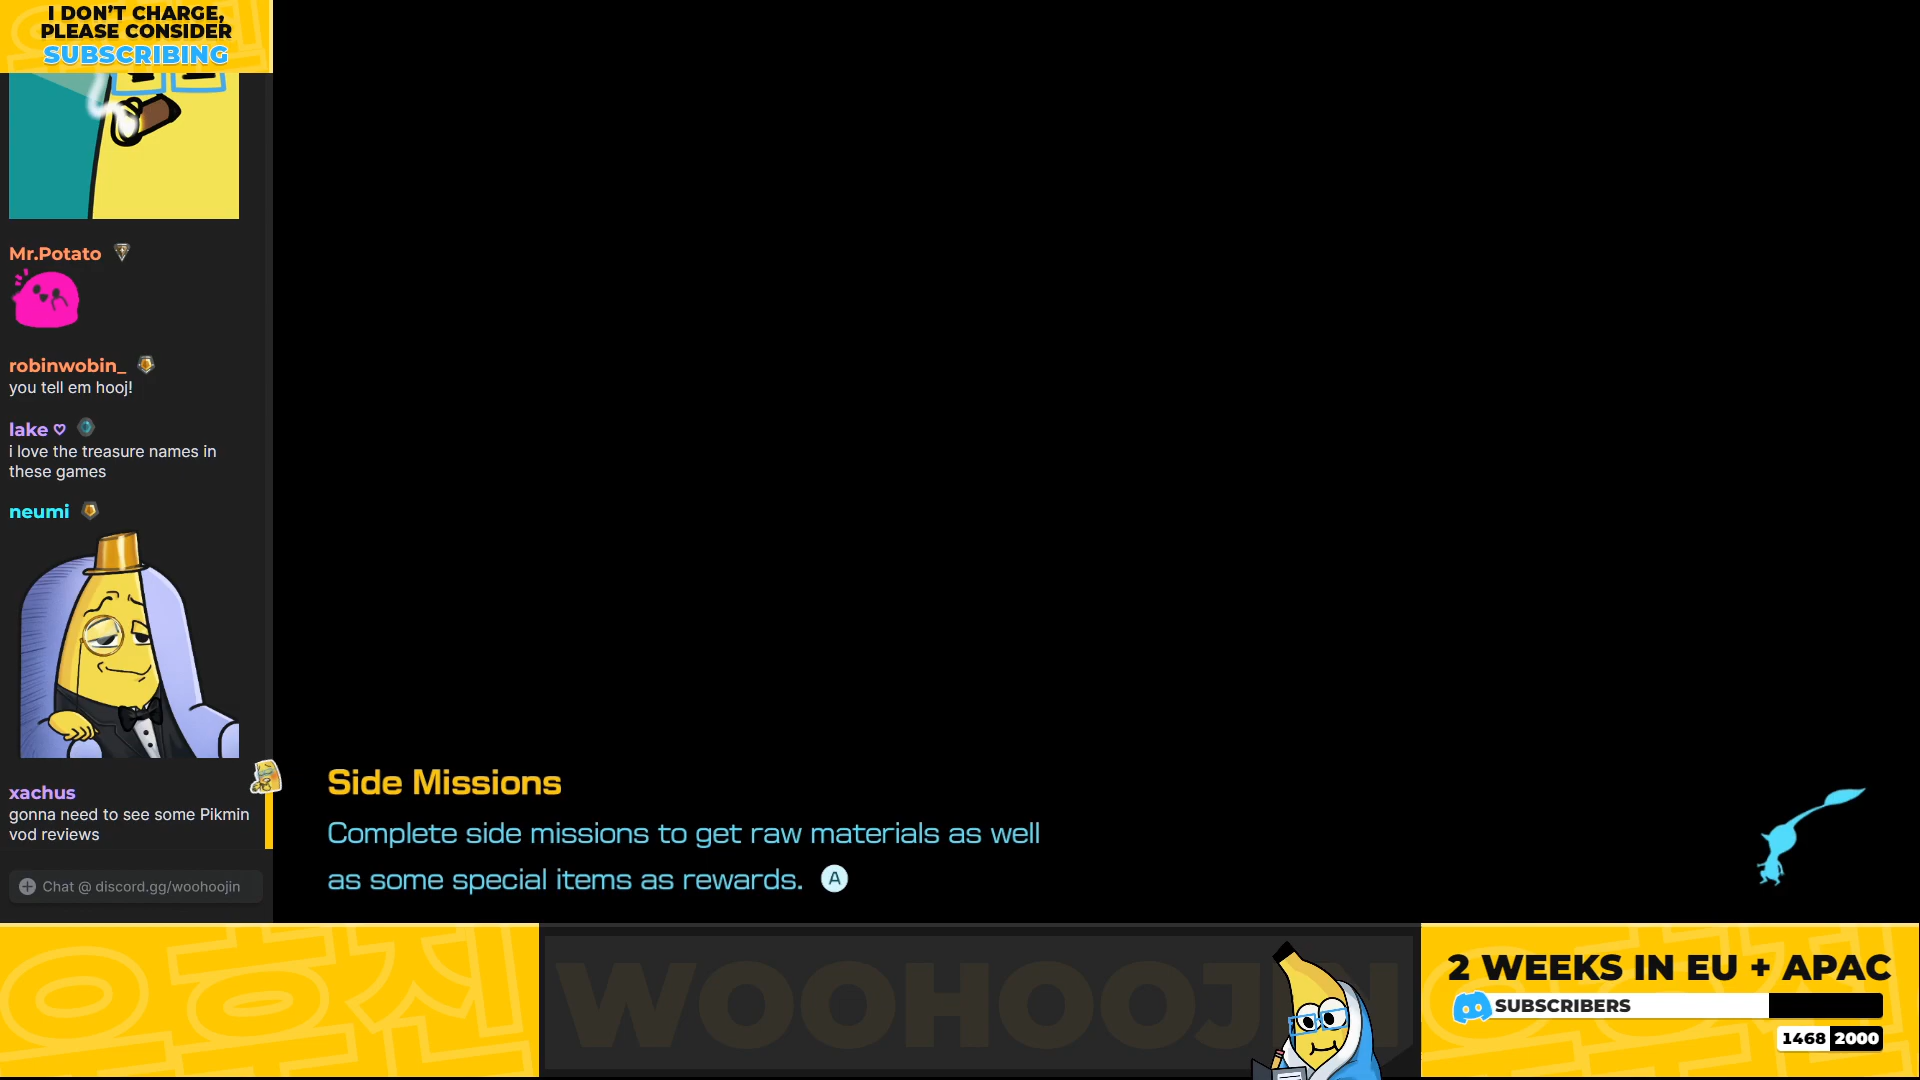 I DON'T CHARGE,
PLEASE CONSIDER
SUBSCRIBING
Mr.Potato
robinwobin_
you tell em hooj!
lake ♡
i love the treasure names in
these games
neumi
xachus
gonna need to see some Pikmin
vod reviews
Chat @ discord.gg/woohoojin
Side Missions
Complete side missions to get raw materials as well
as some special items as rewards. A
우후진
WOOHOOJIN
2 WEEKS IN EU + APAC
SUBSCRIBERS
1468 2000